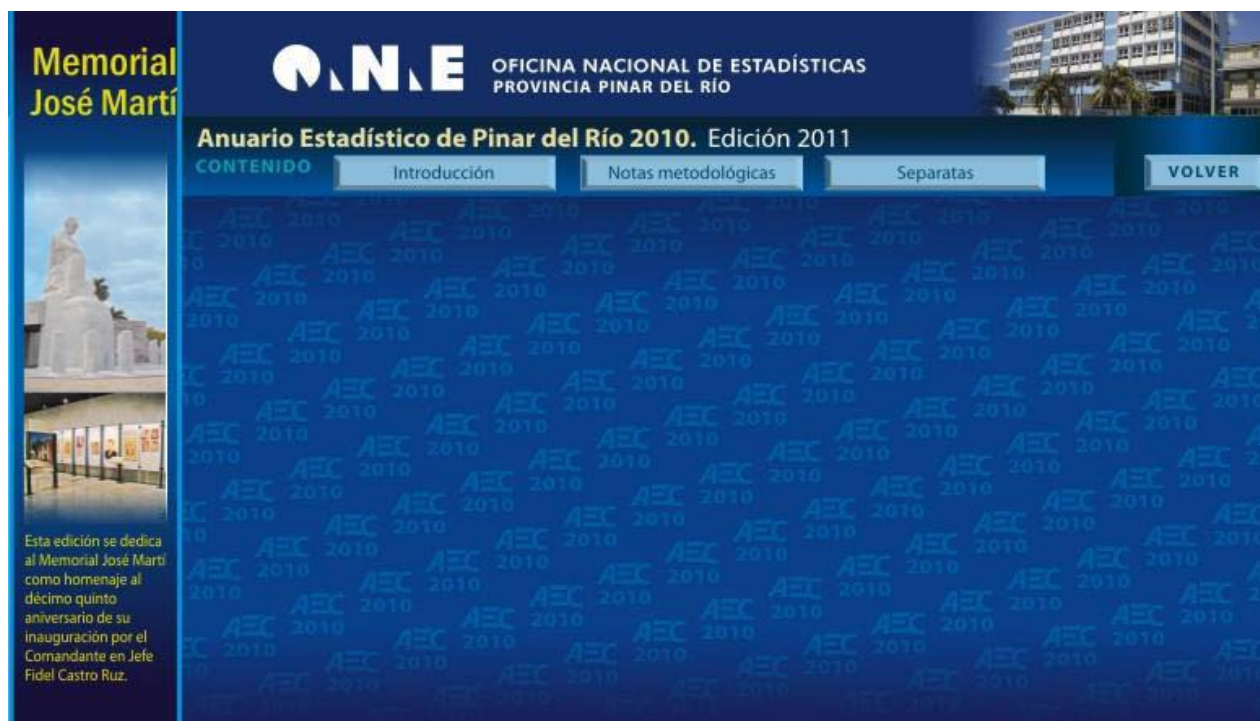 Memorial
José Martí
O.N.E
OFICINA NACIONAL DE ESTADÍSTICAS
PROVINCIA PINAR DEL RÍO
Anuario Estadístico de Pinar del Río 2010. Edición 2011
CONTENIDO
Introducción
Notas metodológicas
Separatas
VOLVER
AEC
2010
Esta edición se dedica
al Memorial José Martí
como homenaje al
décimo quinto
aniversario de su
inauguración por el
Comandante en Jefe
Fidel Castro Ruz.